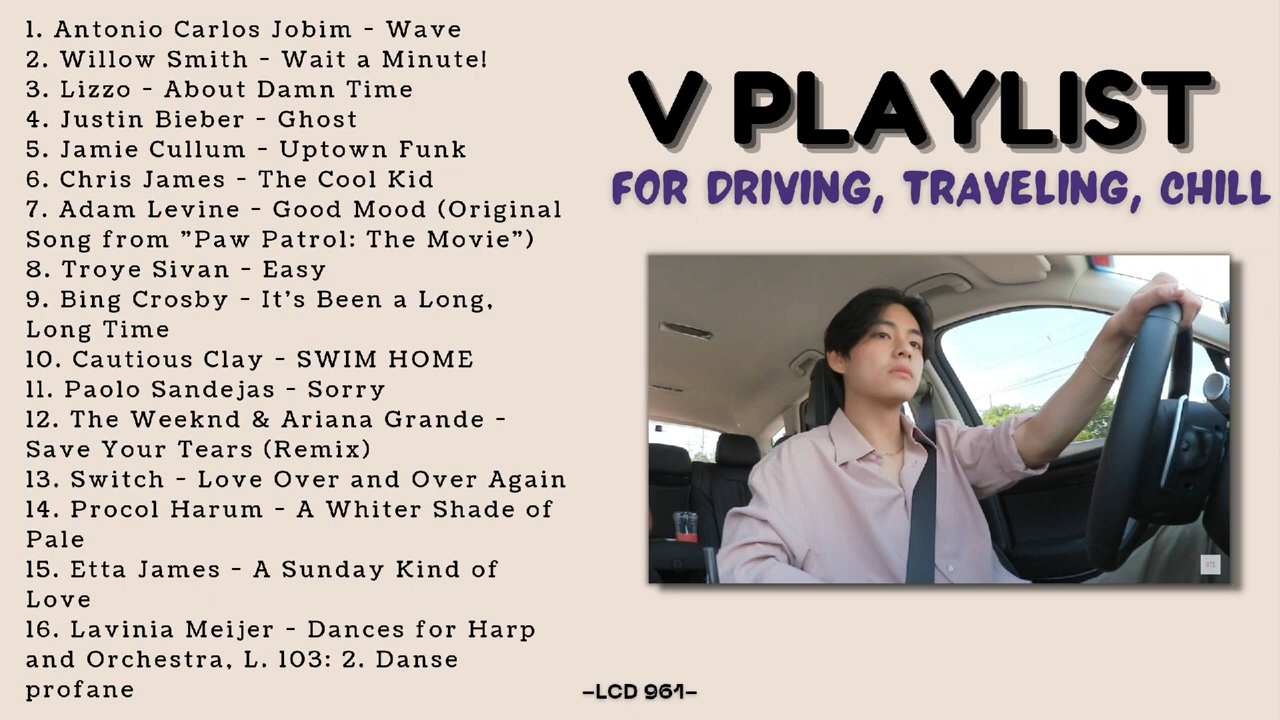 1. Antonio Carlos Jobim - Wave
2. Willow Smith - Wait a Minute!
3. Lizzo - About Damn Time
4. Justin Bieber - Ghost
5. Jamie Cullum - Uptown Funk
6. Chris James - The Cool Kid
7. Adam Levine - Good Mood (Original
Song from ”Paw Patrol: The Movie”)
8. Troye Sivan - Easy
9. Bing Crosby - It’s Been a Long,
Long Time
10. Cautious Clay - SWIM HOME
11. Paolo Sandejas - Sorry
12. The Weeknd & Ariana Grande -
Save Your Tears (Remix)
13. Switch - Love Over and Over Again
14. Procol Harum - A Whiter Shade of
Pale
15. Etta James - A Sunday Kind of
Love
16. Lavinia Meijer - Dances for Harp
and Orchestra, L. 103: 2. Danse
profane
V PLAYLIST
FOR DRIVING, TRAVELING, CHILL
-LCD 961-